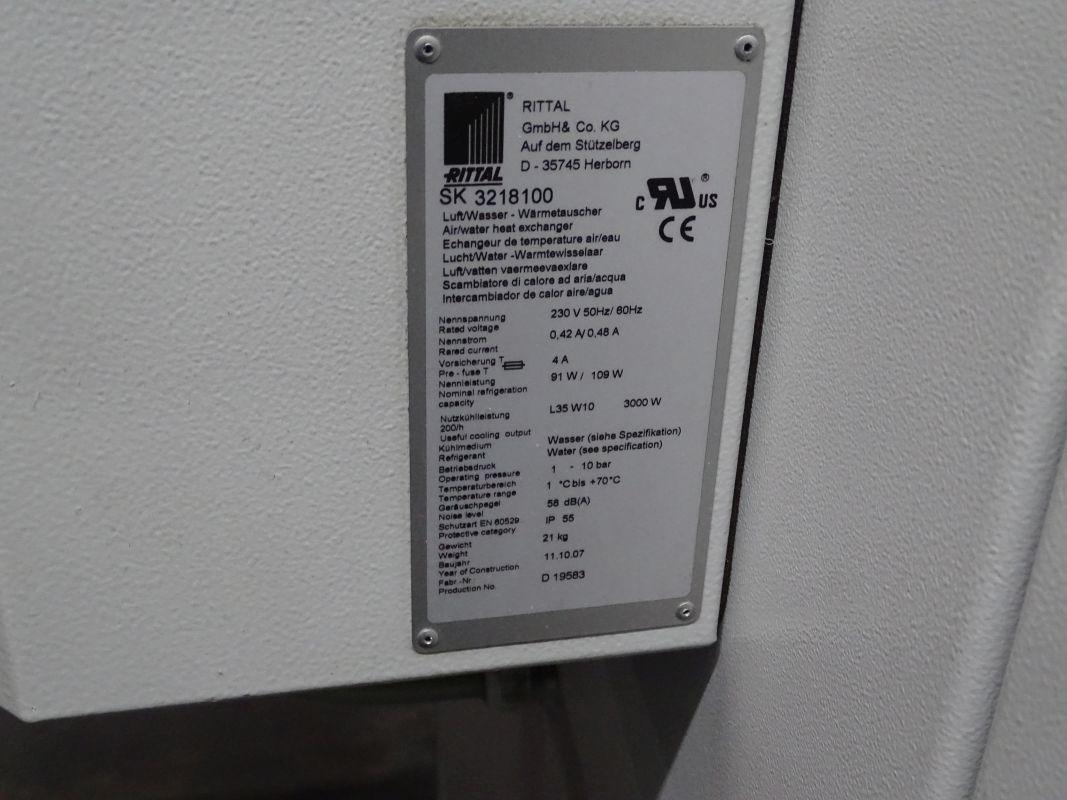 RITTAL
GmbH& Co. KG
Auf dem Stützelberg
D - 35745 Herborn
RITTAL ®
SK 3218100
C RU US ®
CE
Luft/Wasser - Wärmetauscher
Air/water heat exchanger
Echangeur de temperature air/eau
Lucht/Water -Warmtewisselaar
Luft/vatten vaermeevaexlare
Scambiatore di calore ad aria/acqua
Intercambiador de calor aire/agua
Nennspannung 230 V 50Hz/ 60Hz
Rated voltage
Nennstrom 0,42 A/ 0,48 A
Rared current
Vorsicherung T 4 A
Pre - fuse T
Nennleistung 91 W / 109 W
Nominal refrigeration
capacity
Nutzkühlleistung L35 W10 3000 W
200/h
Useful cooling output
Kühlmedium Wasser (siehe Spezifikation)
Refrigerant Water (see specification)
Betriebsdruck 1 - 10 bar
Operating pressure
Temperaturbereich 1 °C bis +70°C
Temperature range
Geräuschpegel 58 dB(A)
Noise level
Schutzart EN 60529 IP 55
Protective category
Gewicht 21 kg
Weight
Baujahr 11.10.07
Year of Construction
Fabr.-Nr D 19583
Production No.